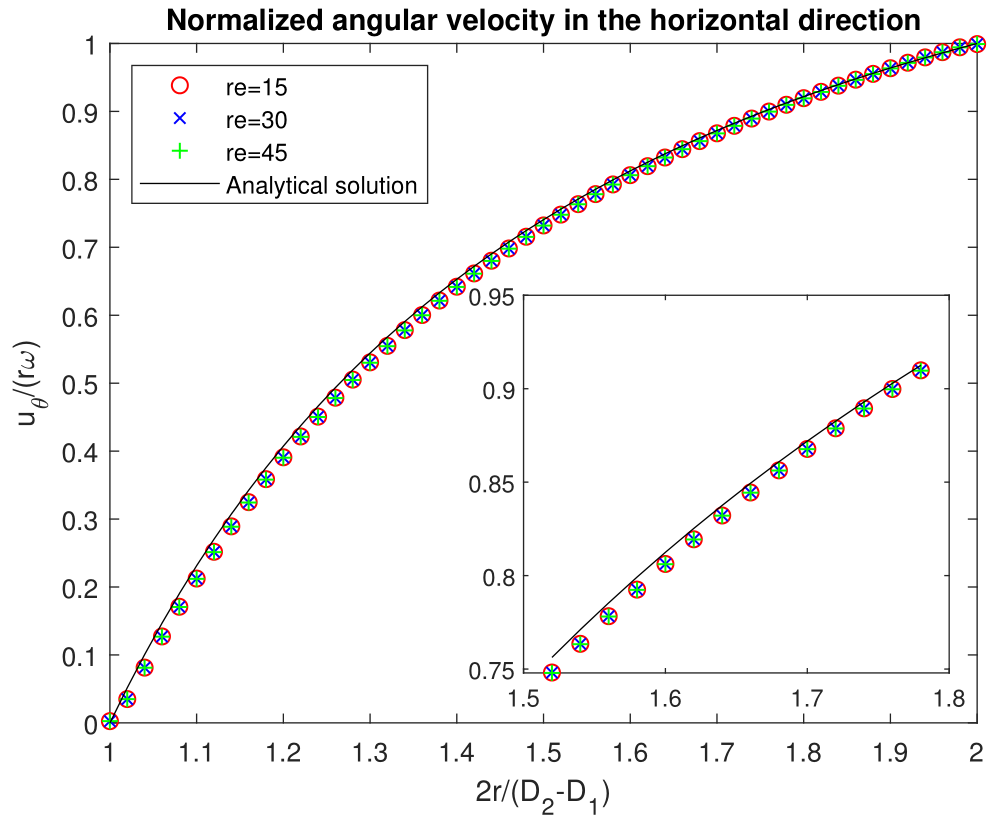 Normalized angular velocity in the horizontal direction
re=15
re=30
re=45
Analytical solution
1
0.9
0.8
0.7
0.6
0.5
0.4
0.3
0.2
0.1
0
u_θ/(rω)
0.95
0.9
0.85
0.8
0.75
1.5 1.6 1.7 1.8
1 1.1 1.2 1.3 1.4 1.5 1.6 1.7 1.8 1.9 2
2r/(D_2-D_1)